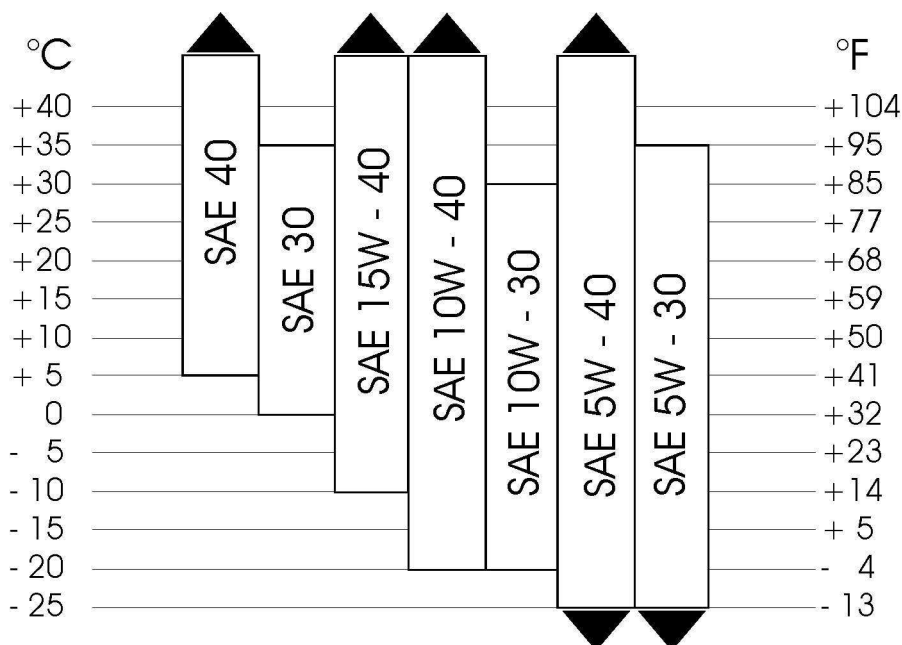 °C °F
+40 +104
+35 +95
+30 +85
+25 +77
+20 +68
+15 +59
+10 +50
+ 5 +41
0 +32
- 5 +23
- 10 +14
- 15 + 5
- 20 - 4
- 25 - 13
SAE 40
SAE 30
SAE 15W - 40
SAE 10W - 40
SAE 10W - 30
SAE 5W - 40
SAE 5W - 30